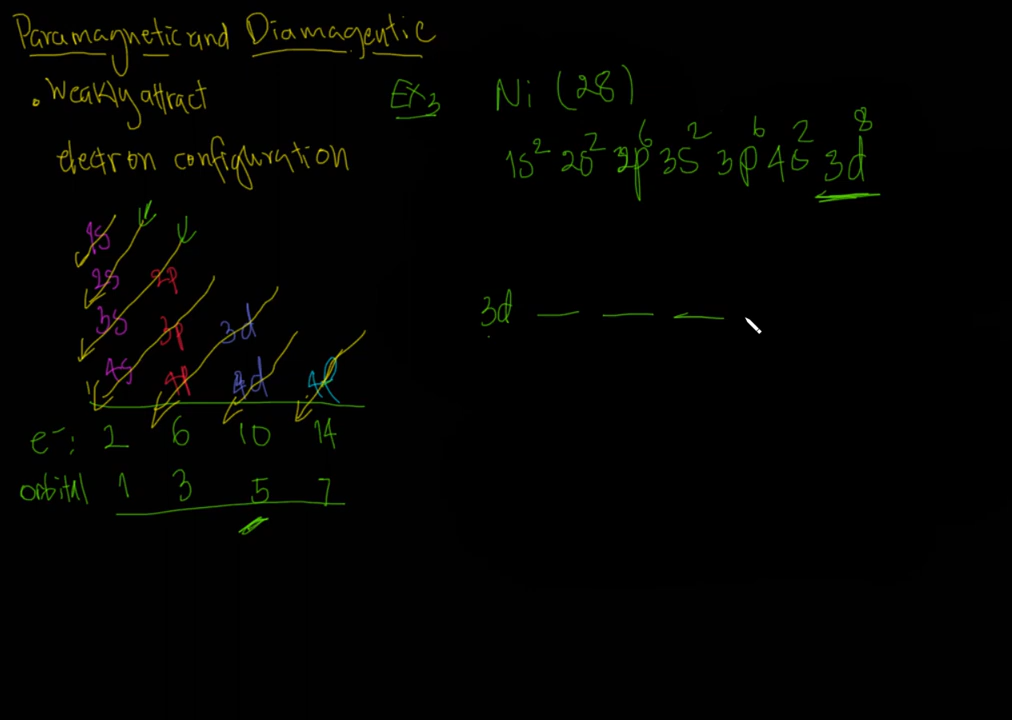 Paramagnetic and Diamageutic
. Weakly attract
electron configuration
Ex3 Ni (28)
1s² 2s² 2p⁶ 3s² 3p⁶ 4s² 3d⁸
1s
2s 2p
3s 3p 3d
4s 4p 4d 4f
e⁻: 2 6 10 14
orbital 1 3 5 7
3d